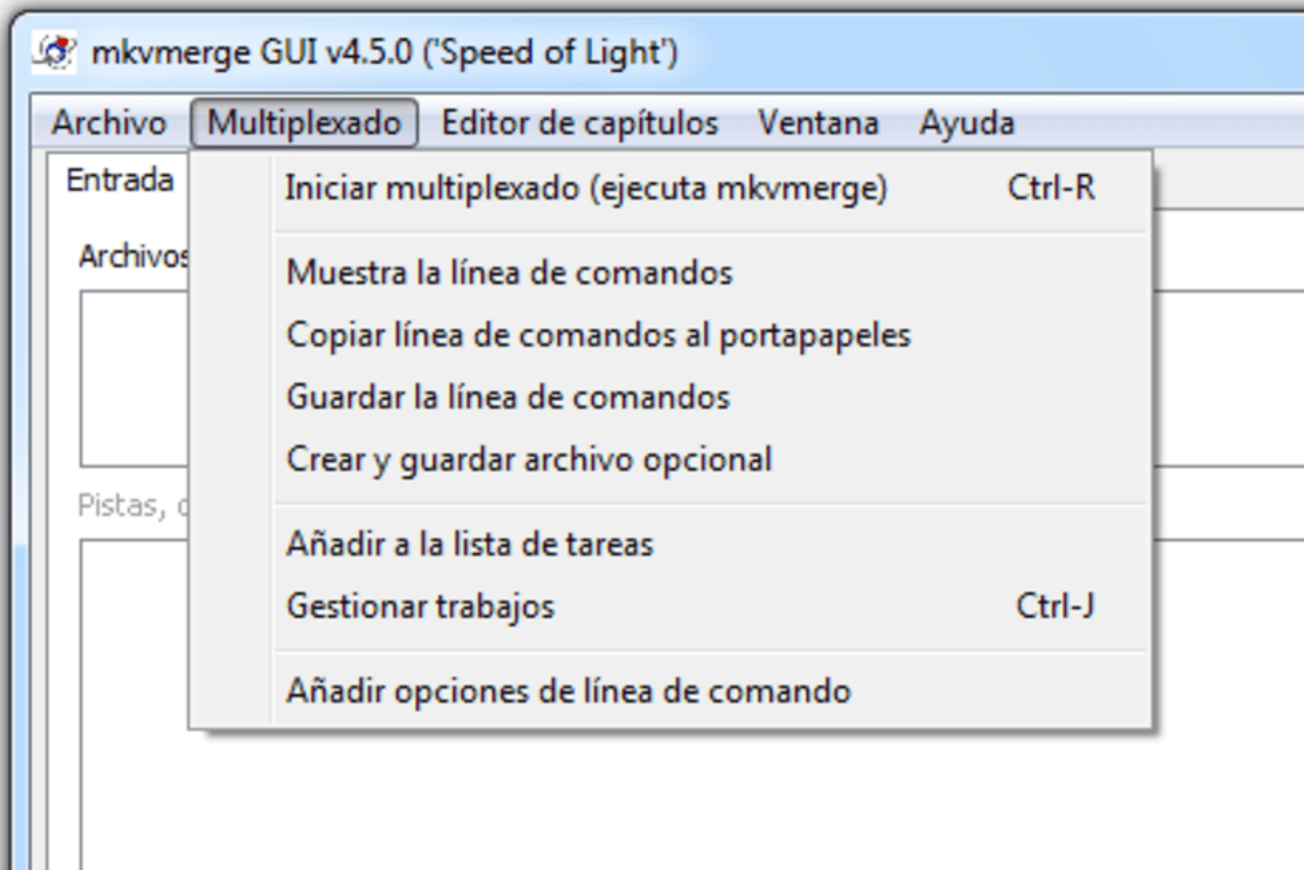 mkvmerge GUI v4.5.0 ('Speed of Light')
Archivo Multiplexado Editor de capítulos Ventana Ayuda
Entrada
Iniciar multiplexado (ejecuta mkvmerge) Ctrl-R
Archivos
Muestra la línea de comandos
Copiar línea de comandos al portapapeles
Guardar la línea de comandos
Crear y guardar archivo opcional
Pistas,
Añadir a la lista de tareas
Gestionar trabajos Ctrl-J
Añadir opciones de línea de comando